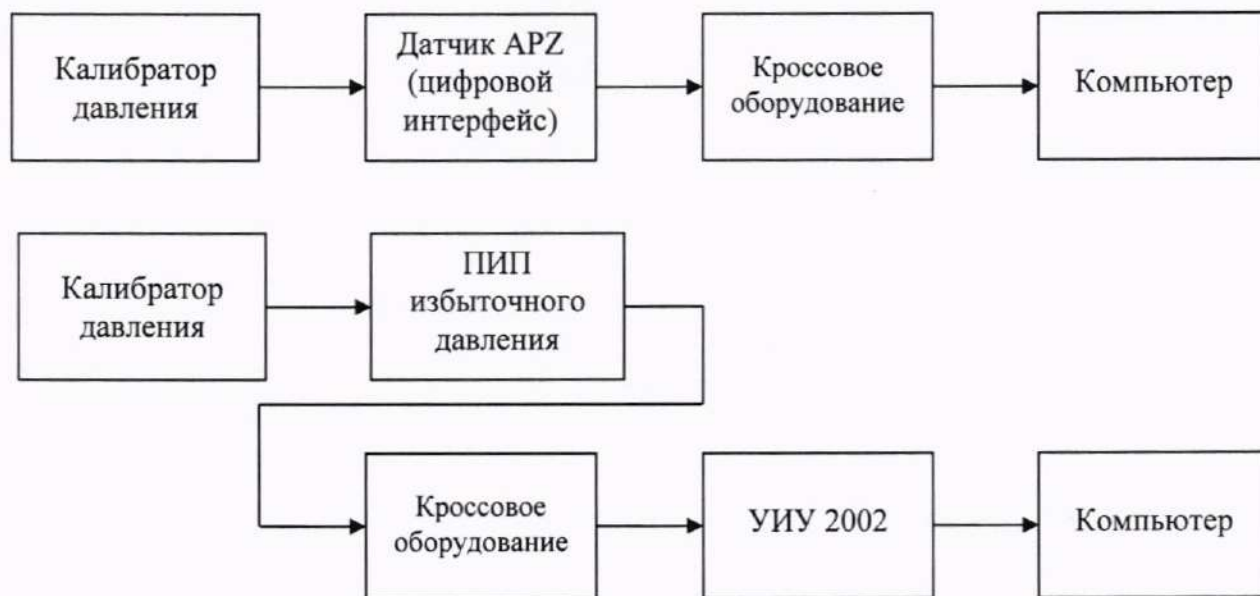 Калибратор
давления
Датчик APZ
(цифровой
интерфейс)
Кроссовое
оборудование
Компьютер
Калибратор
давления
ПИП
избыточного
давления
Кроссовое
оборудование
УИУ 2002
Компьютер